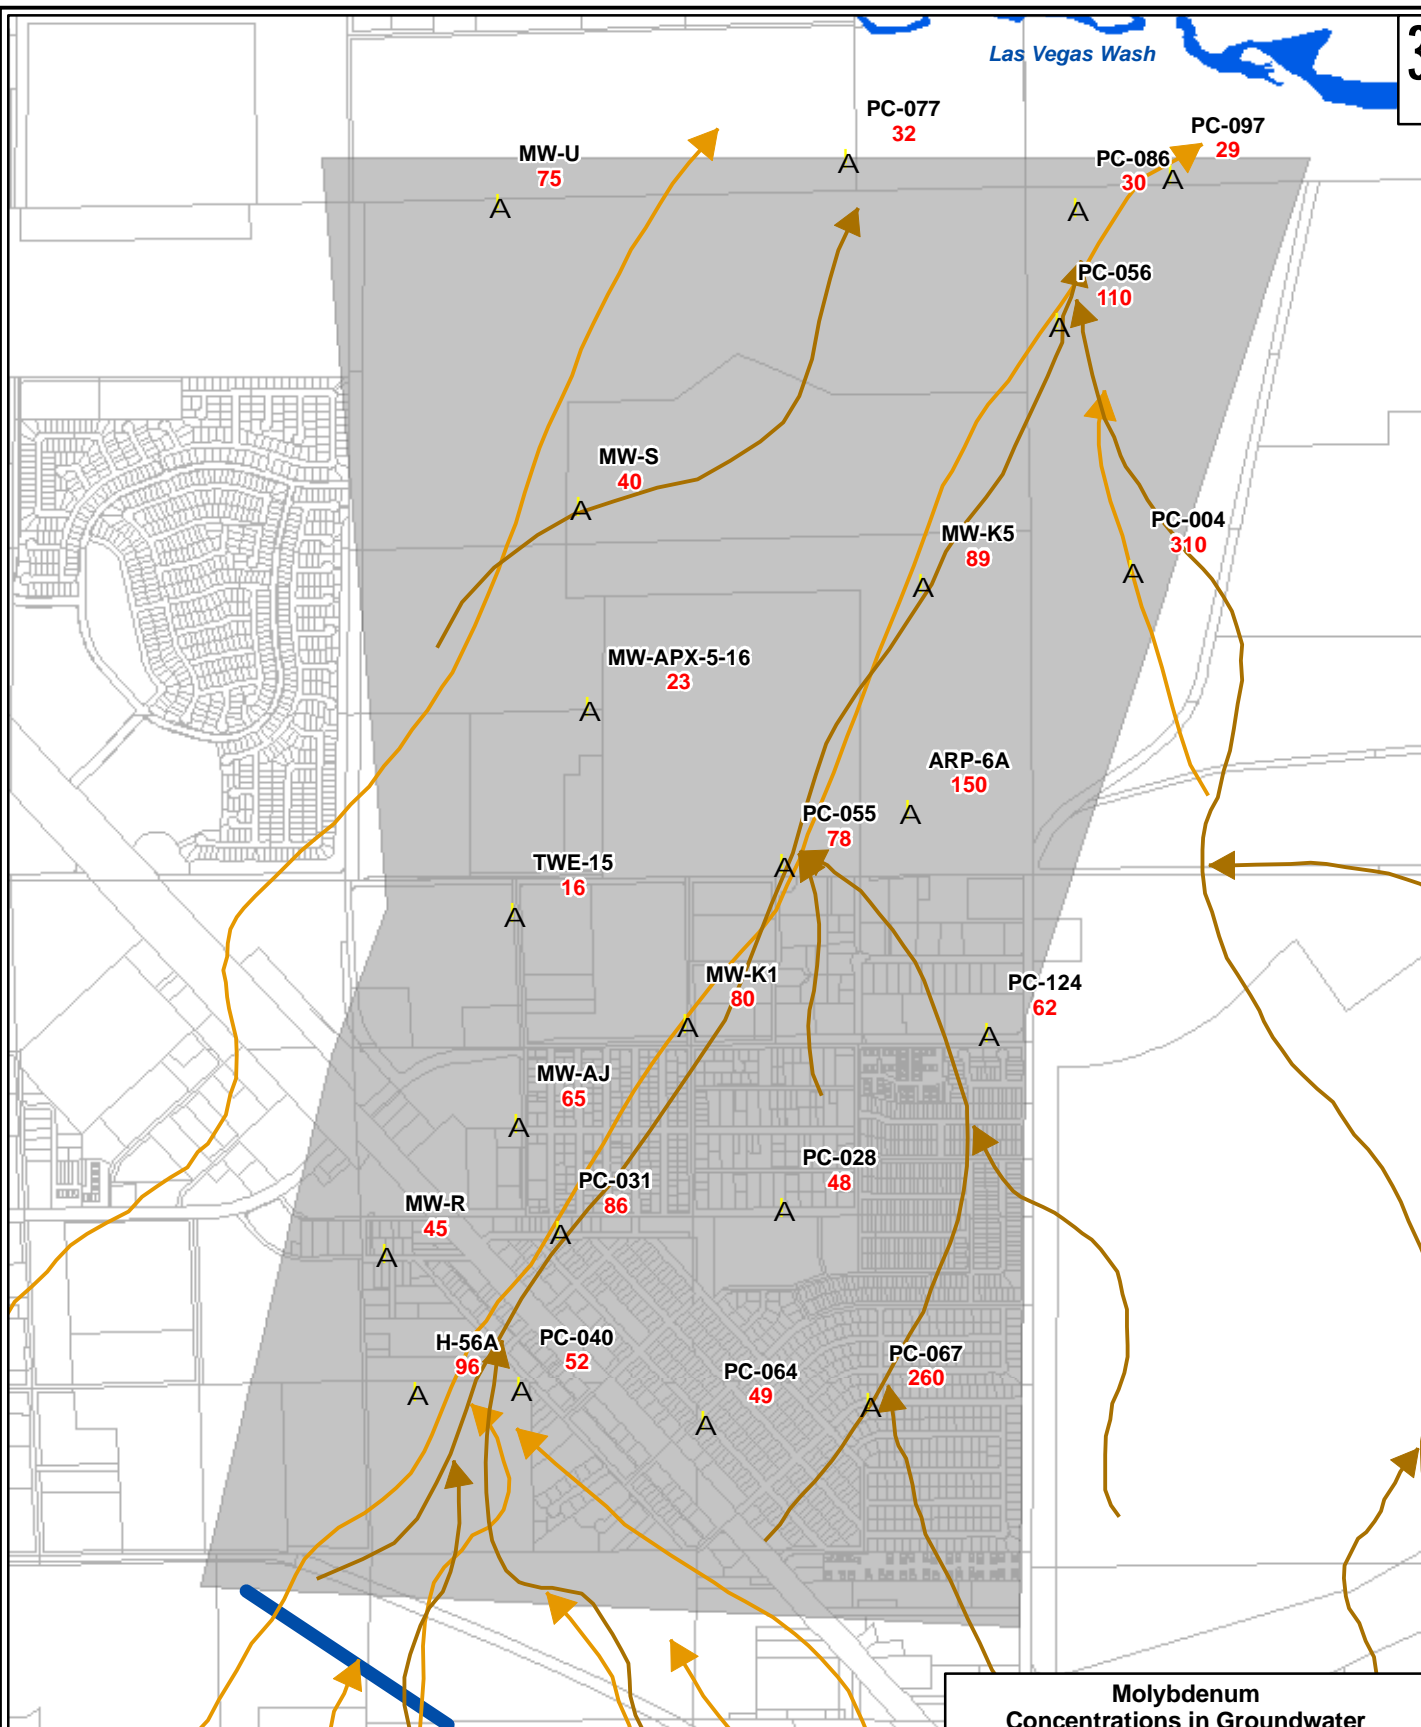 3
Las Vegas Wash
PC-077
32
PC-097
29
MW-U
75
PC-086
30
A
A
A
A
PC-056
110
A
MW-S
40
A
PC-004
310
MW-K5
89
A
A
MW-APX-5-16
23
A
ARP-6A
150
A
PC-055
78
A
TWE-15
16
A
MW-K1
80
A
PC-124
62
A
MW-AJ
65
A
PC-028
48
A
PC-031
86
A
MW-R
45
A
H-56A
96
A
PC-040
52
A
PC-064
49
A
PC-067
260
A
Molybdenum
Concentrations in Groundwater